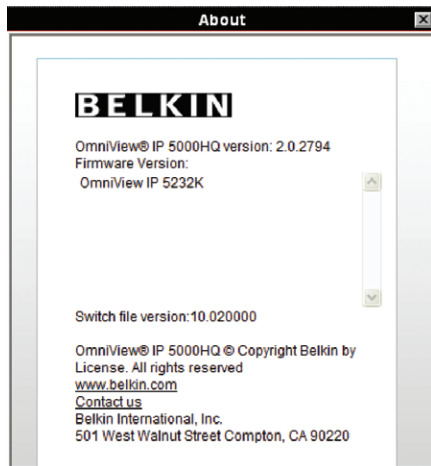 About
BELKIN
OmniView® IP 5000HQ version: 2.0.2794
Firmware Version:
OmniView IP 5232K
Switch file version:10.020000
OmniView® IP 5000HQ © Copyright Belkin by
License. All rights reserved
www.belkin.com
Contact us
Belkin International, Inc.
501 West Walnut Street Compton, CA 90220